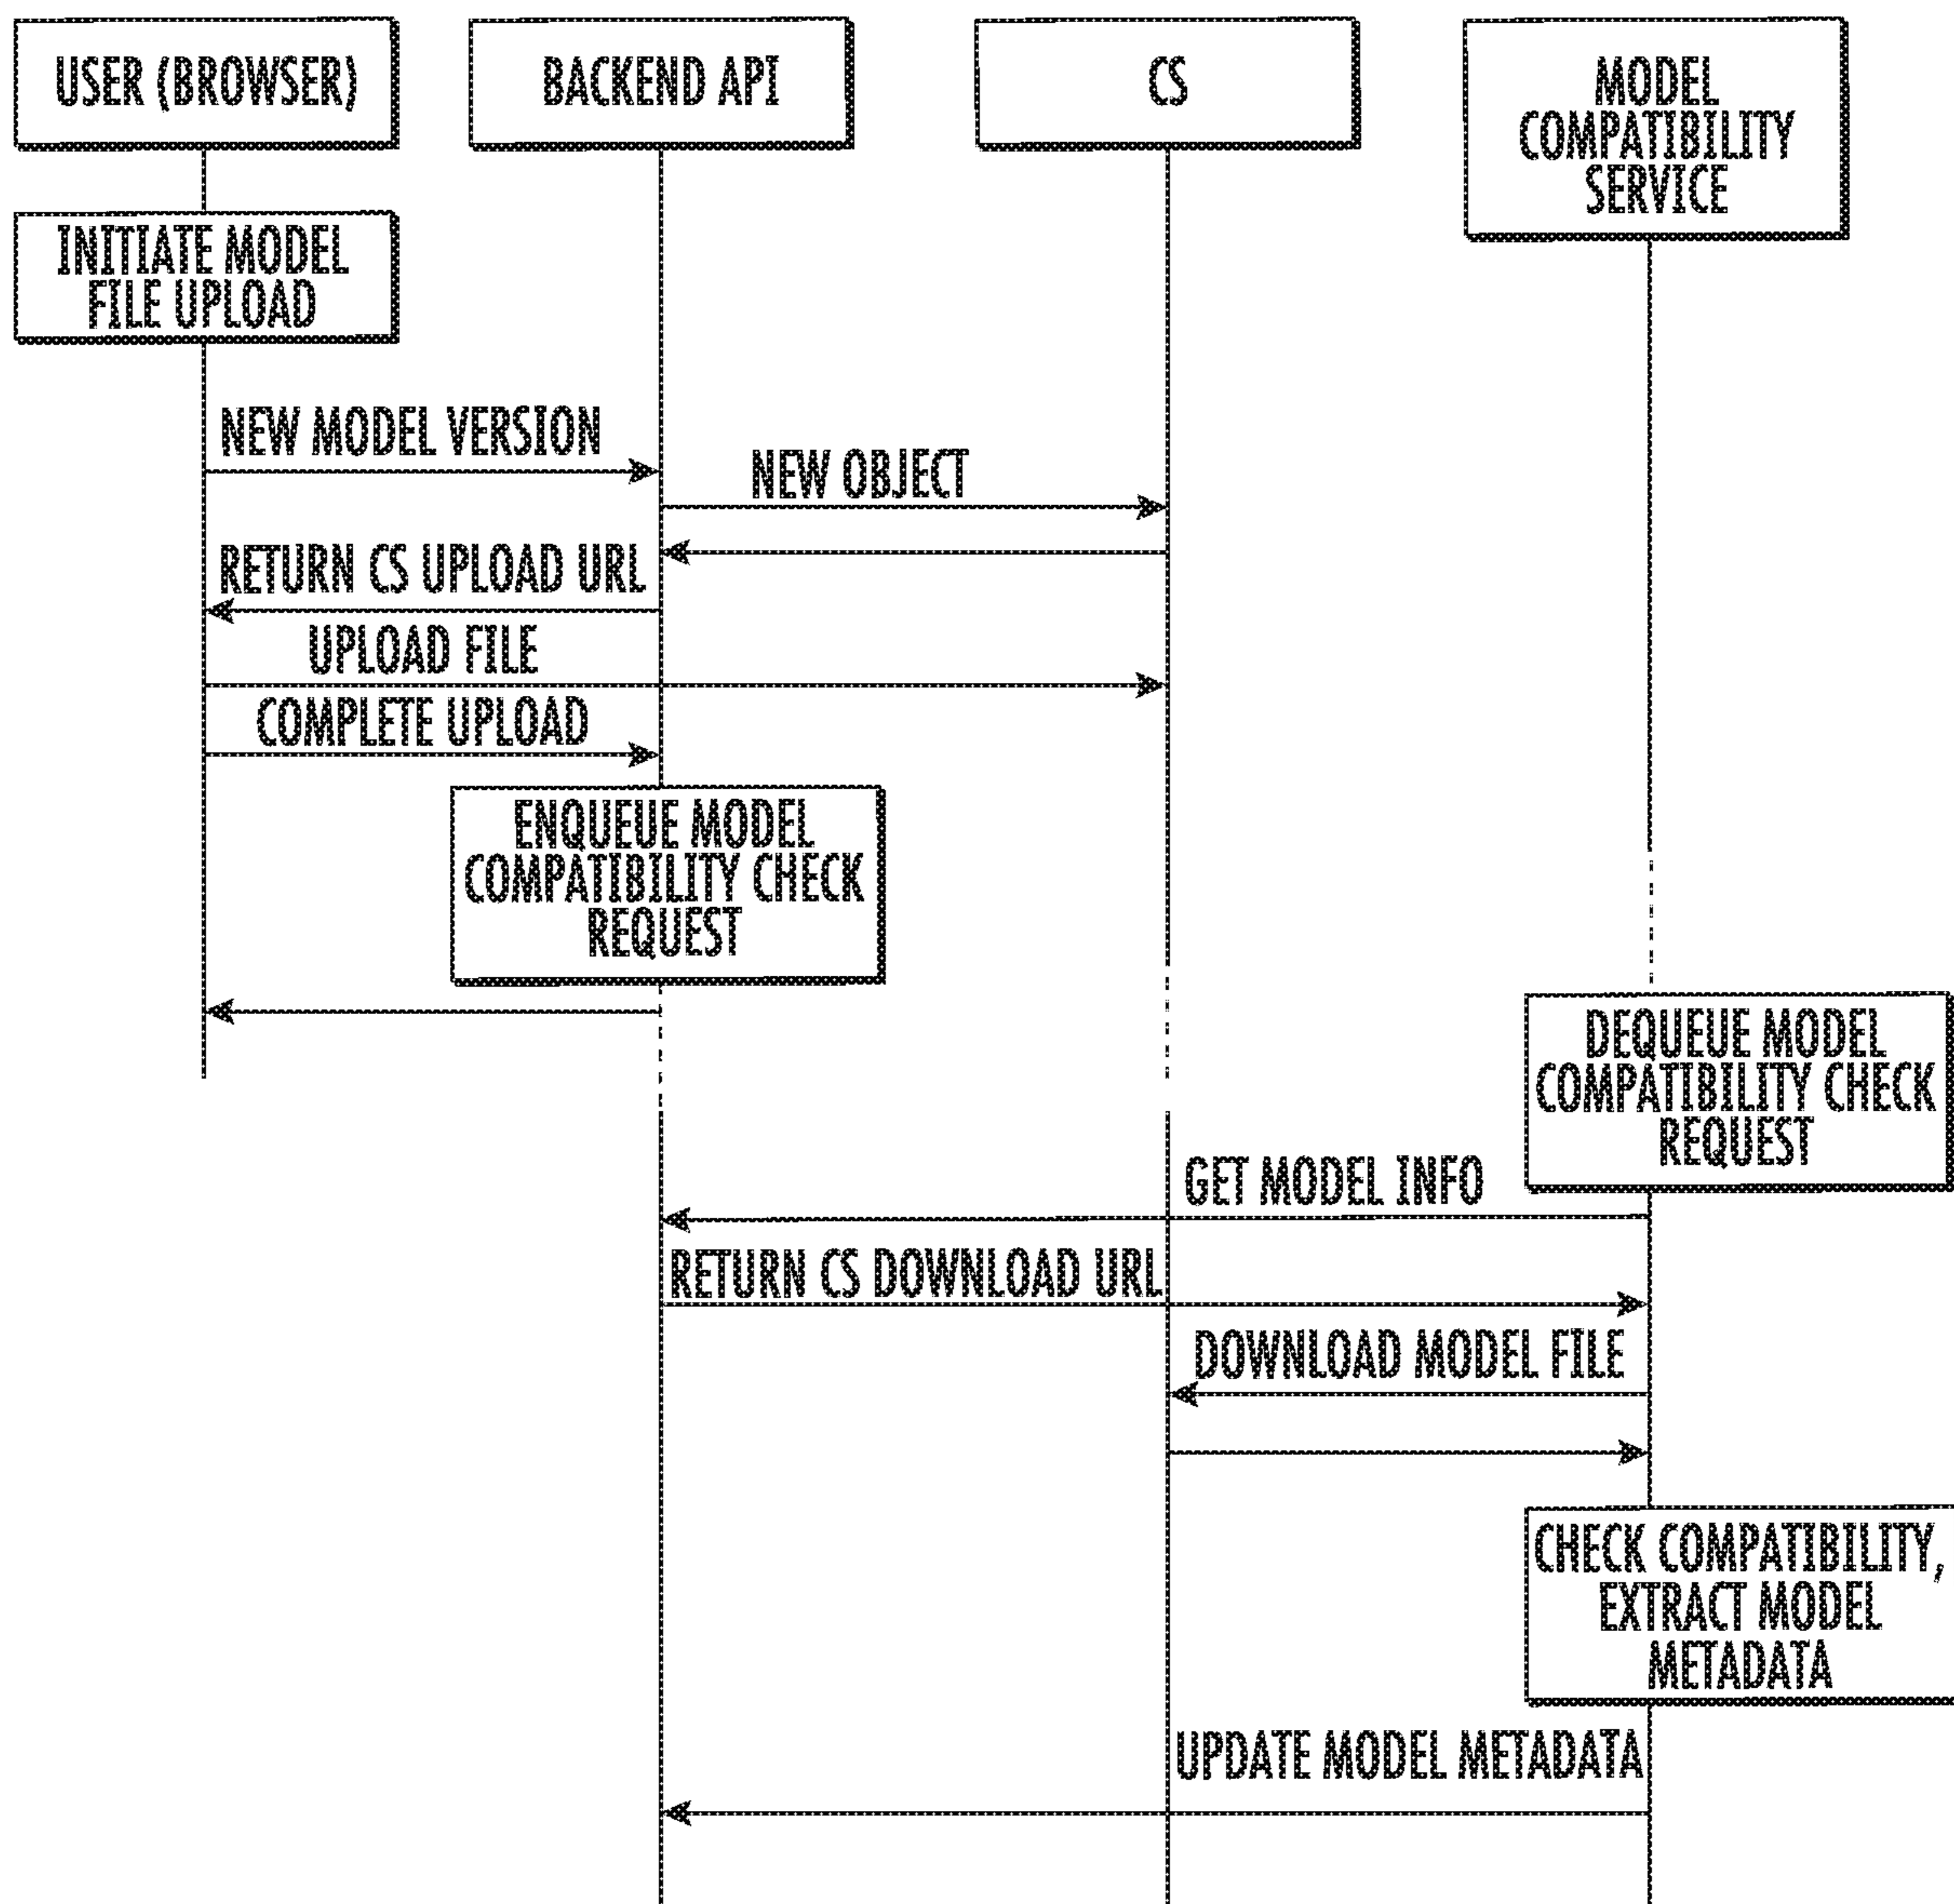 USER (BROWSER)
BACKEND API
CS
MODEL
COMPATIBILITY
SERVICE
INITIATE MODEL
FILE UPLOAD
NEW MODEL VERSION
NEW OBJECT
RETURN CS UPLOAD URL
UPLOAD FILE
COMPLETE UPLOAD
ENQUEUE MODEL
COMPATIBILITY CHECK
REQUEST
DEQUEUE MODEL
COMPATIBILITY CHECK
REQUEST
GET MODEL INFO
RETURN CS DOWNLOAD URL
DOWNLOAD MODEL FILE
CHECK COMPATIBILITY,
EXTRACT MODEL
METADATA
UPDATE MODEL METADATA